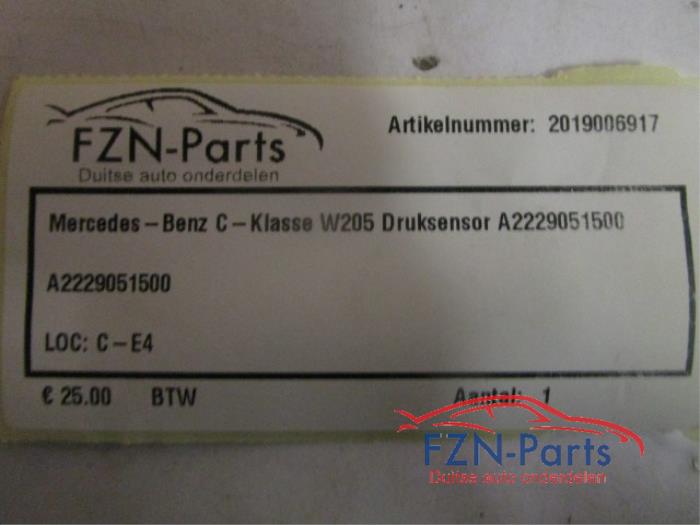 FZN-Parts
Duitse auto onderdelen
Artikelnummer: 2019006917
Mercedes-Benz C-Klasse W205 Druksensor A2229051500
A2229051500
LOC: C-E4
€ 25.00 BTW Aantal: 1
FZN-Parts
Duitse auto onderdelen